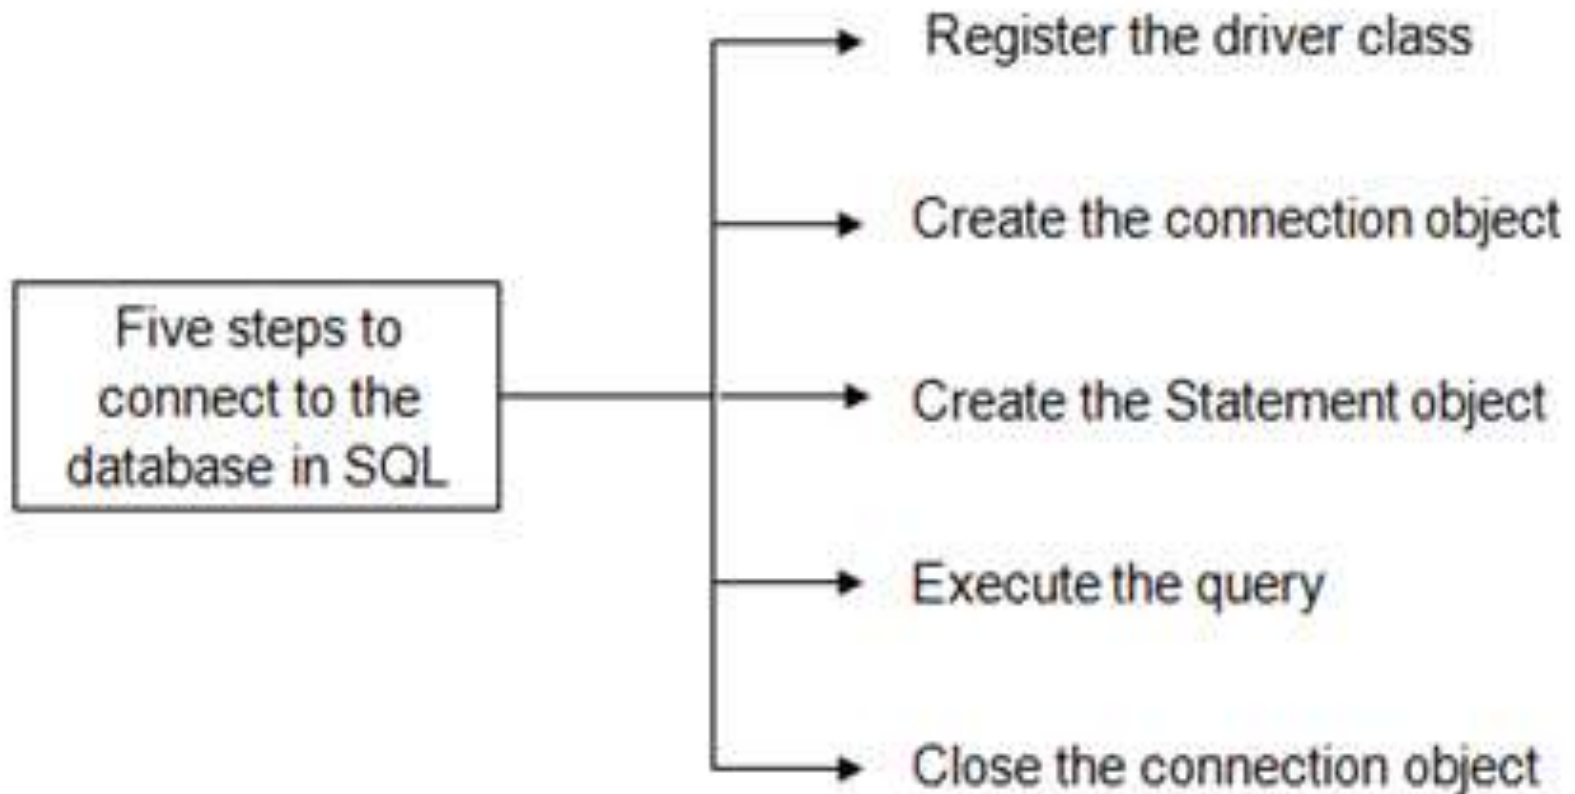 Five steps to
connect to the
database in SQL
Register the driver class
Create the connection object
Create the Statement object
Execute the query
Close the connection object